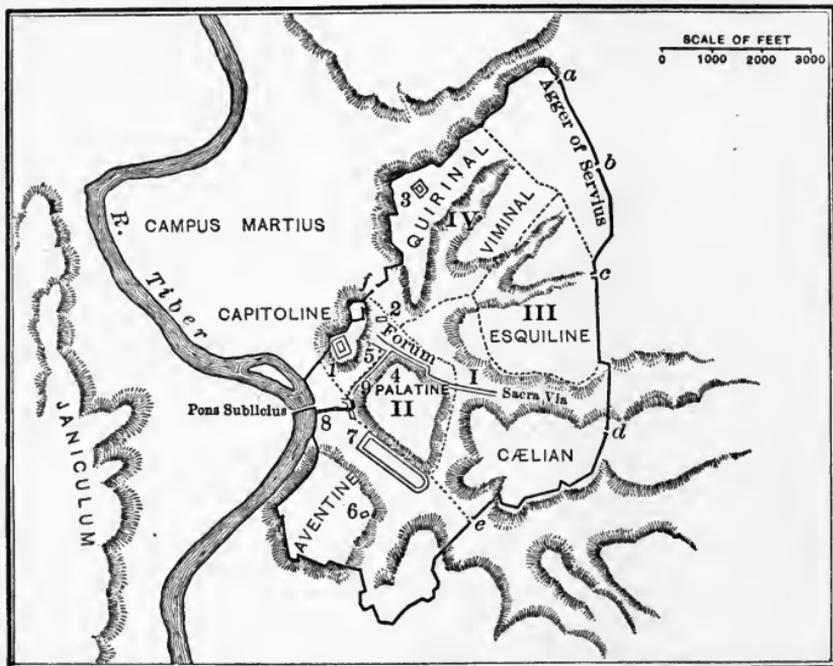 SCALE OF FEET
0 1000 2000 3000
a
Agger of Servius
b
QUIRINAL
3
R. Tiber
CAMPUS MARTIUS
IV
VIMINAL
c
f
CAPITOLINE
2
III
ESQUILINE
Forum
5
1
I
4
PALATINE
9
II
Sacra Via
Pons Sublicius
8
7
JANICULUM
CÆLIAN
d
AVENTINE
6
e